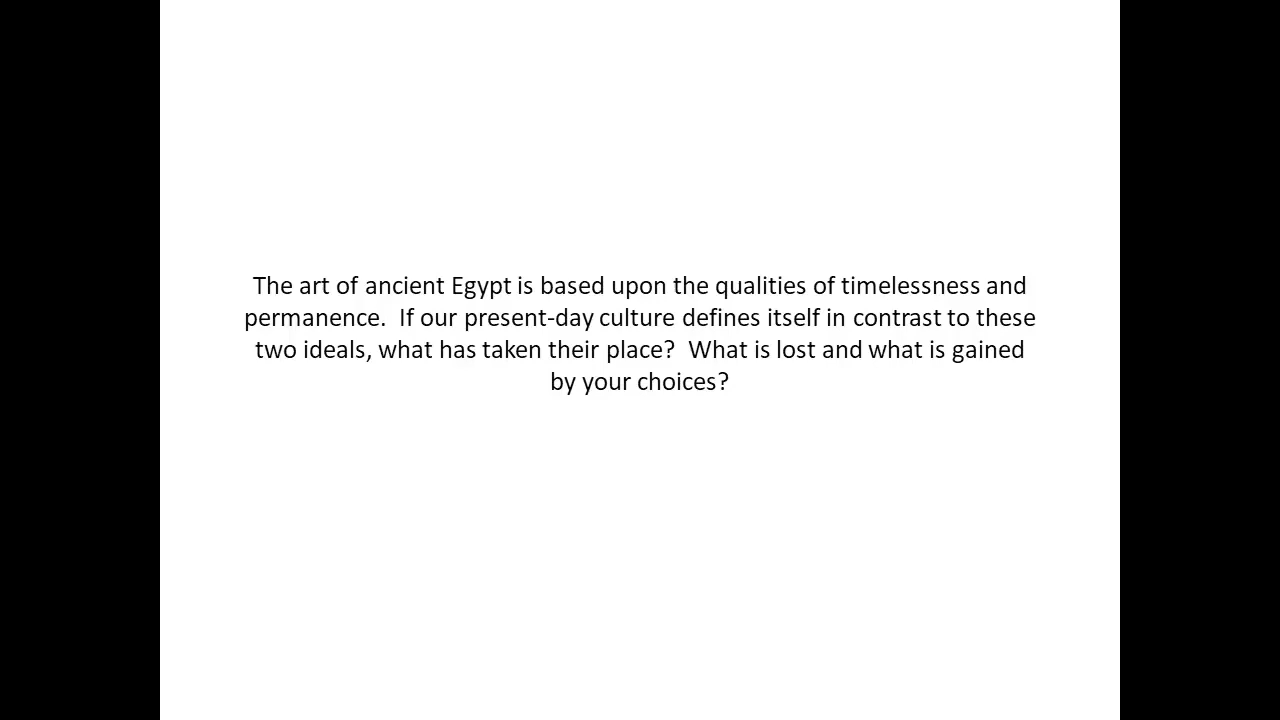 The art of ancient Egypt is based upon the qualities of timelessness and
permanence.  If our present-day culture defines itself in contrast to these
two ideals, what has taken their place?  What is lost and what is gained
by your choices?